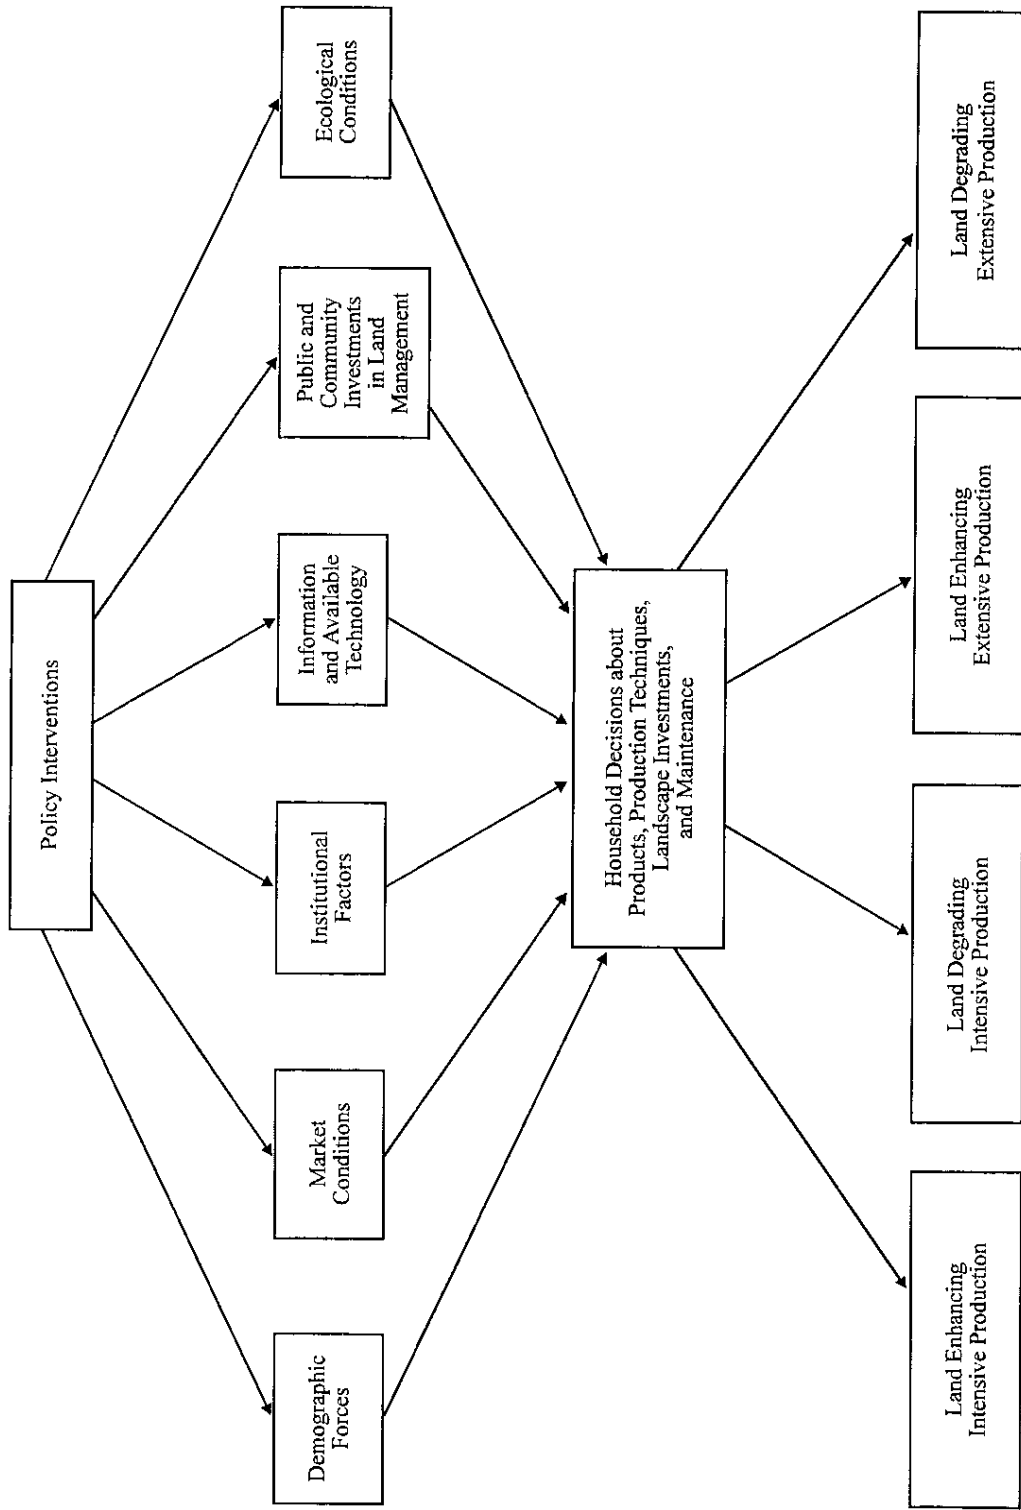 Policy Interventions
Demographic
Forces
Market
Conditions
Institutional
Factors
Information
and Available
Technology
Public and
Community
Investments
in Land
Management
Ecological
Conditions
Household Decisions about
Products, Production Techniques,
Landscape Investments,
and Maintenance
Land Enhancing
Intensive Production
Land Degrading
Intensive Production
Land Enhancing
Extensive Production
Land Degrading
Extensive Production